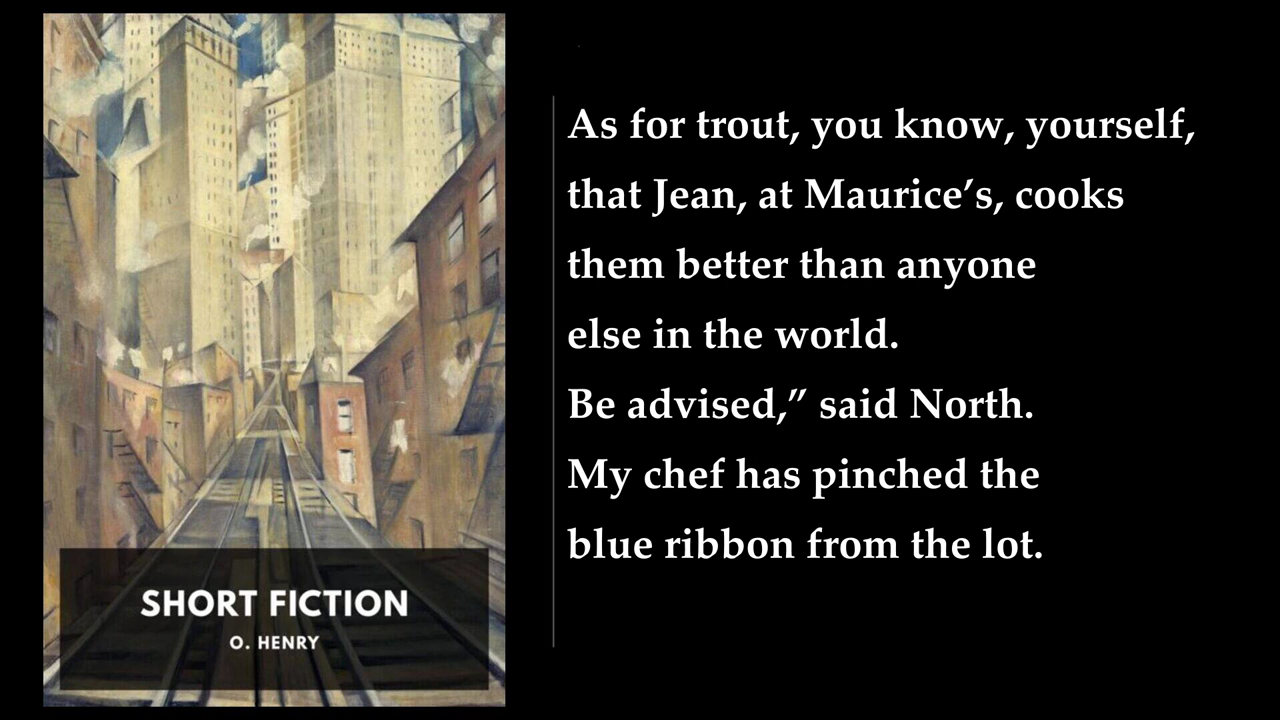 SHORT FICTION
O. HENRY
As for trout, you know, yourself,
that Jean, at Maurice’s, cooks
them better than anyone
else in the world.
Be advised,” said North.
My chef has pinched the
blue ribbon from the lot.